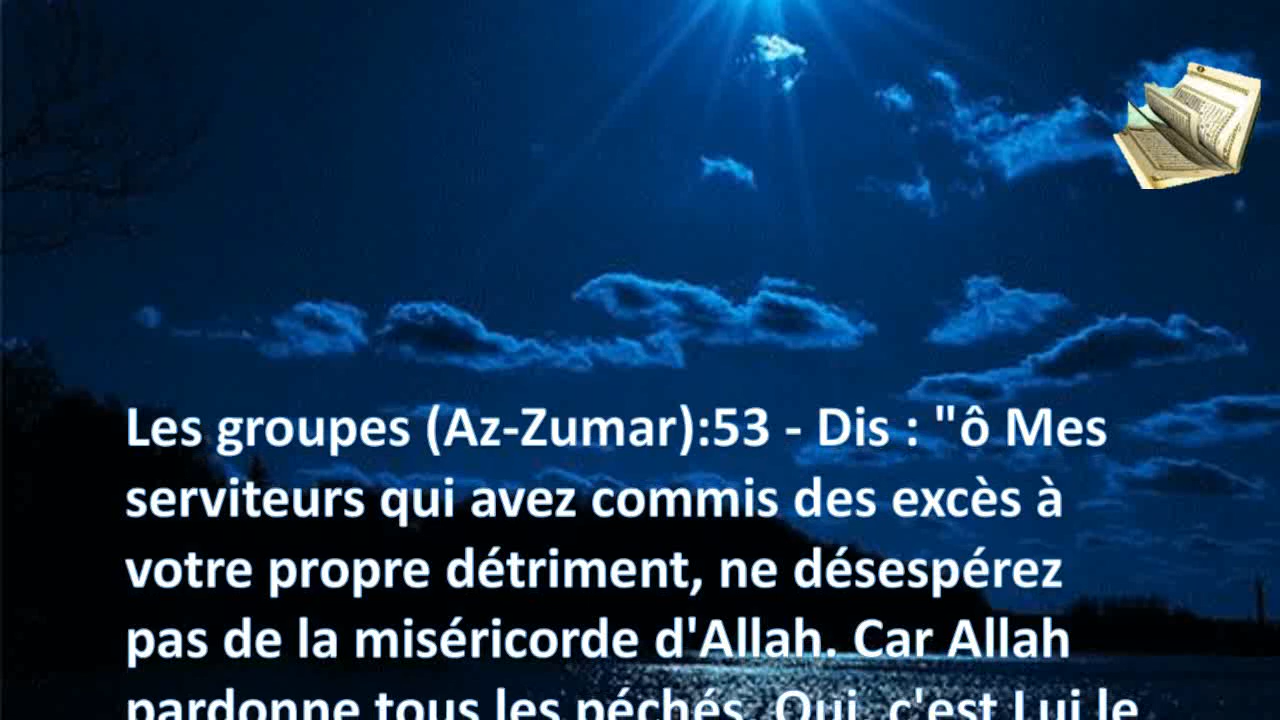 Les groupes (Az-Zumar):53 - Dis : "ô Mes
serviteurs qui avez commis des excès à
votre propre détriment, ne désespérez
pas de la miséricorde d'Allah. Car Allah
pardonne tous les péchés. Oui, c'est Lui le